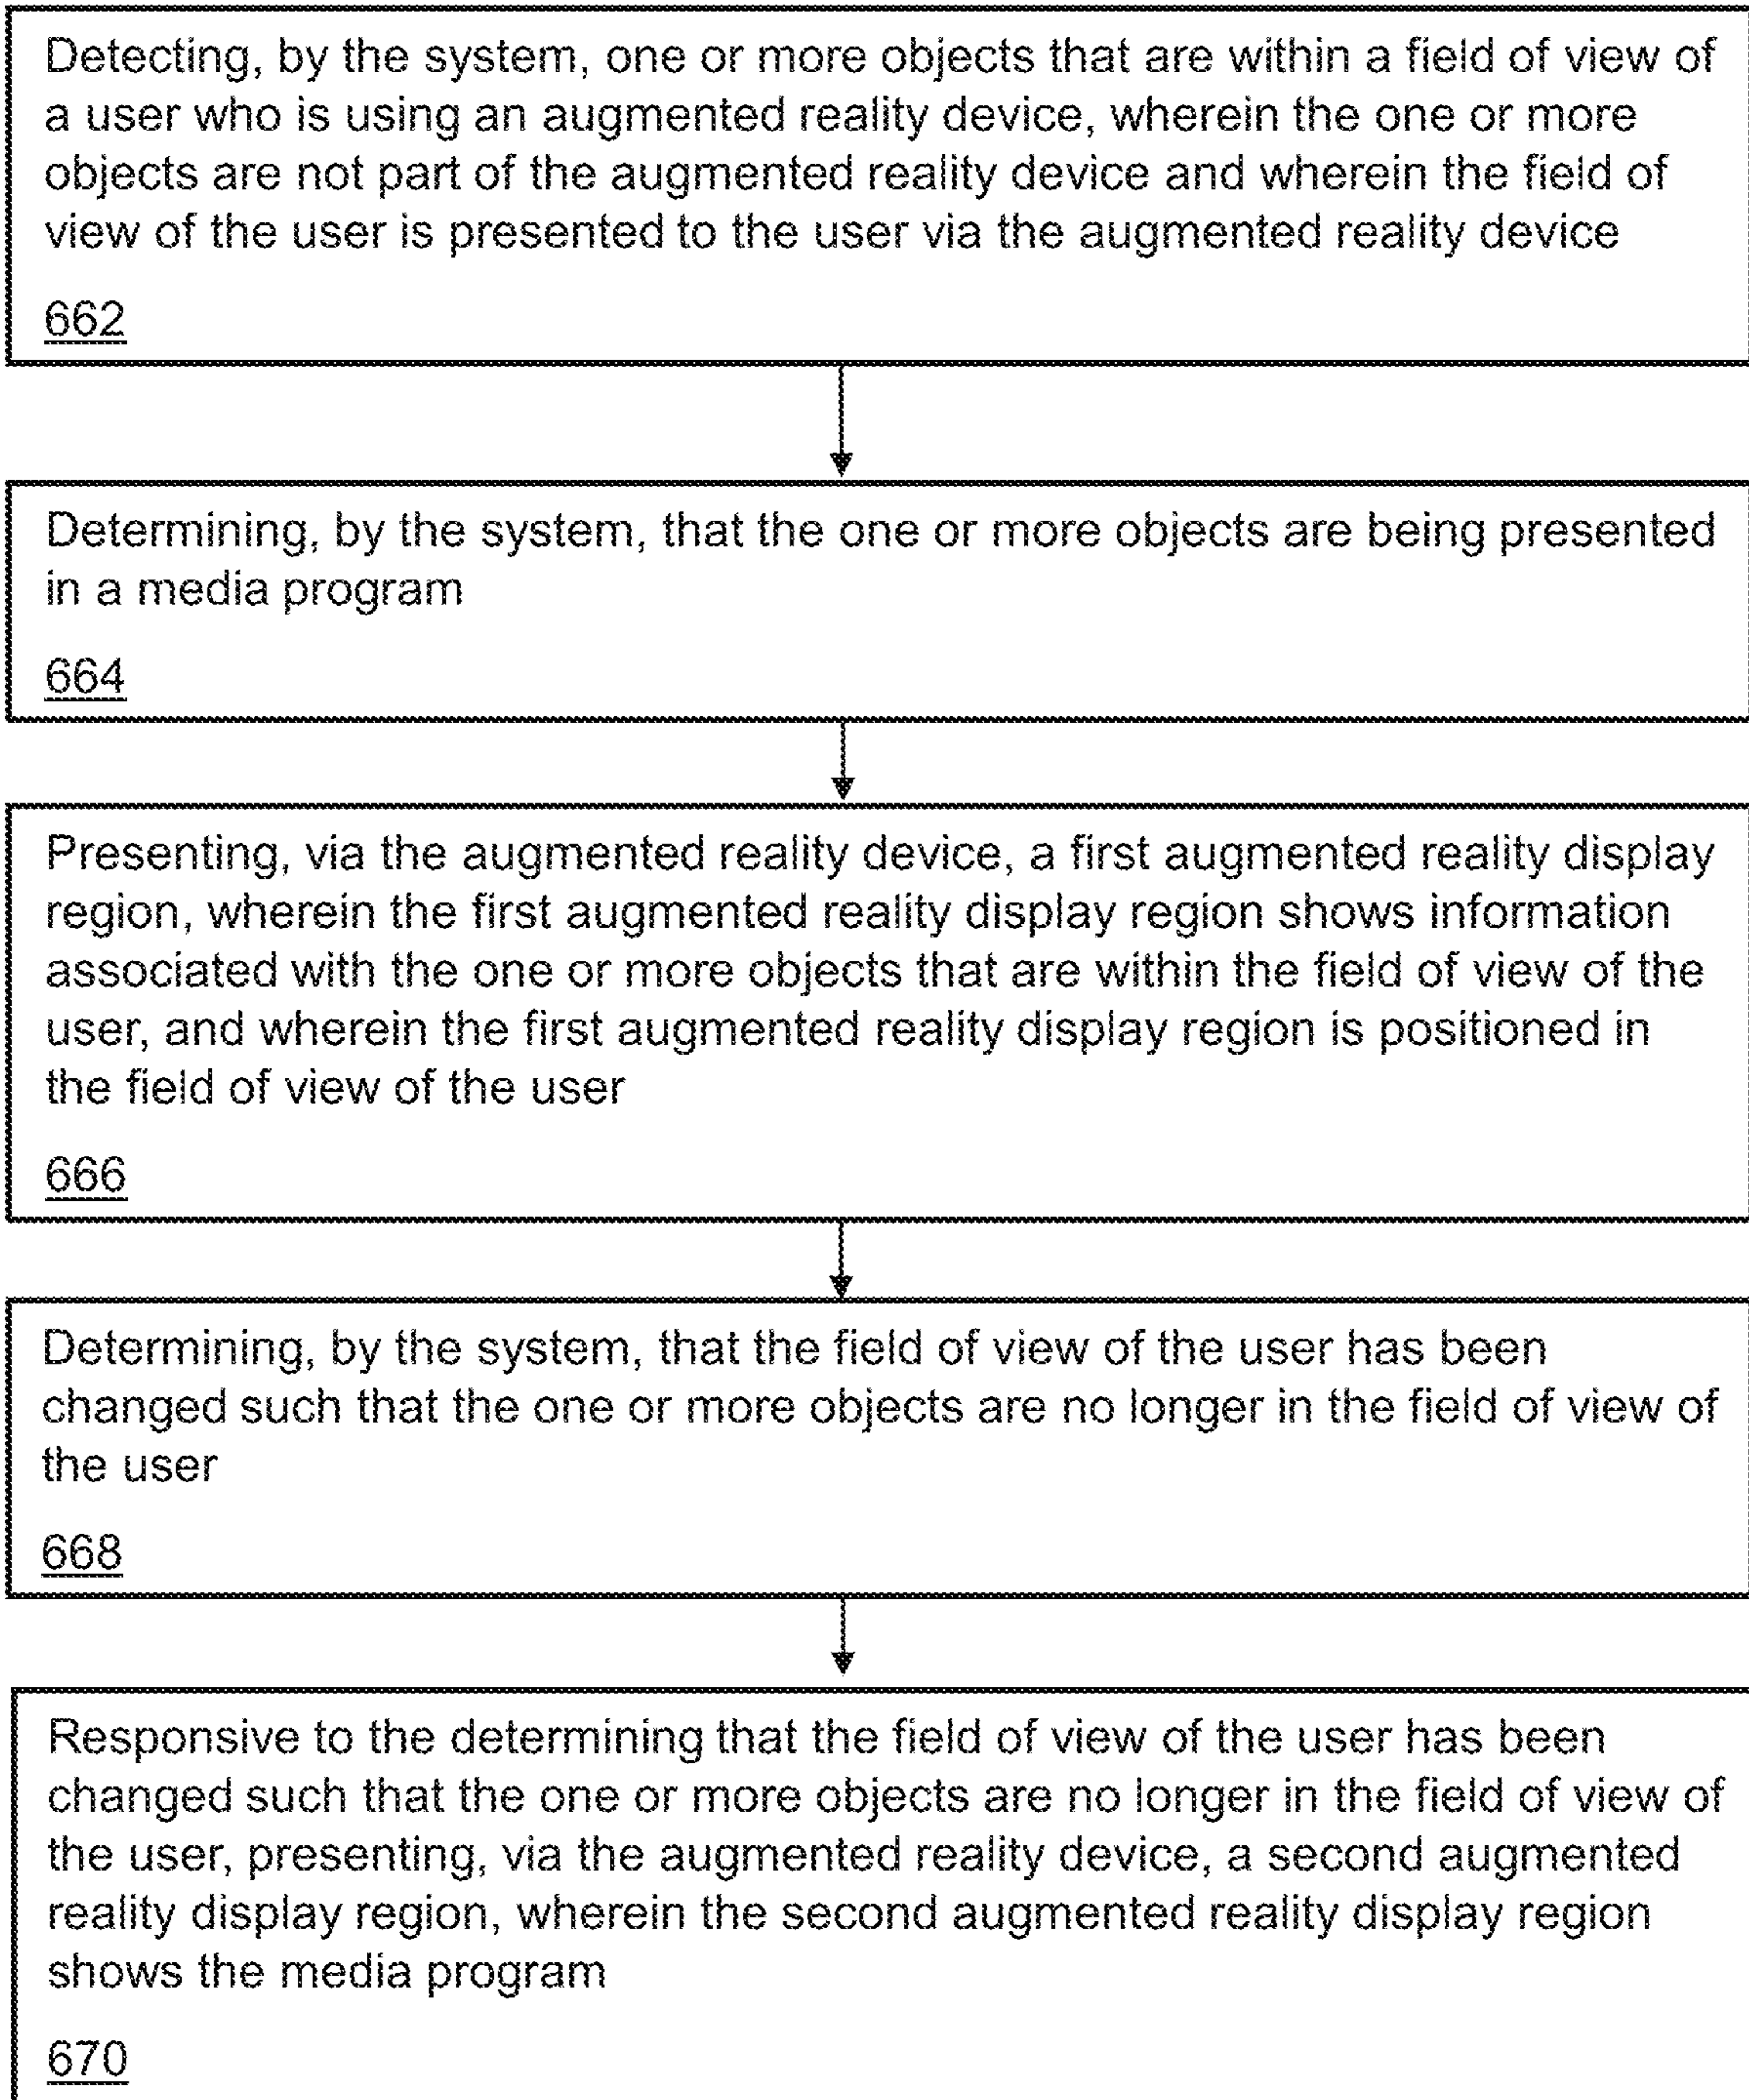 Detecting, by the system, one or more objects that are within a field of view of
a user who is using an augmented reality device, wherein the one or more
objects are not part of the augmented reality device and wherein the field of
view of the user is presented to the user via the augmented reality device
662
Determining, by the system, that the one or more objects are being presented
in a media program
664
Presenting, via the augmented reality device, a first augmented reality display
region, wherein the first augmented reality display region shows information
associated with the one or more objects that are within the field of view of the
user, and wherein the first augmented reality display region is positioned in
the field of view of the user
666
Determining, by the system, that the field of view of the user has been
changed such that the one or more objects are no longer in the field of view of
the user
668
Responsive to the determining that the field of view of the user has been
changed such that the one or more objects are no longer in the field of view of
the user, presenting, via the augmented reality device, a second augmented
reality display region, wherein the second augmented reality display region
shows the media program
670